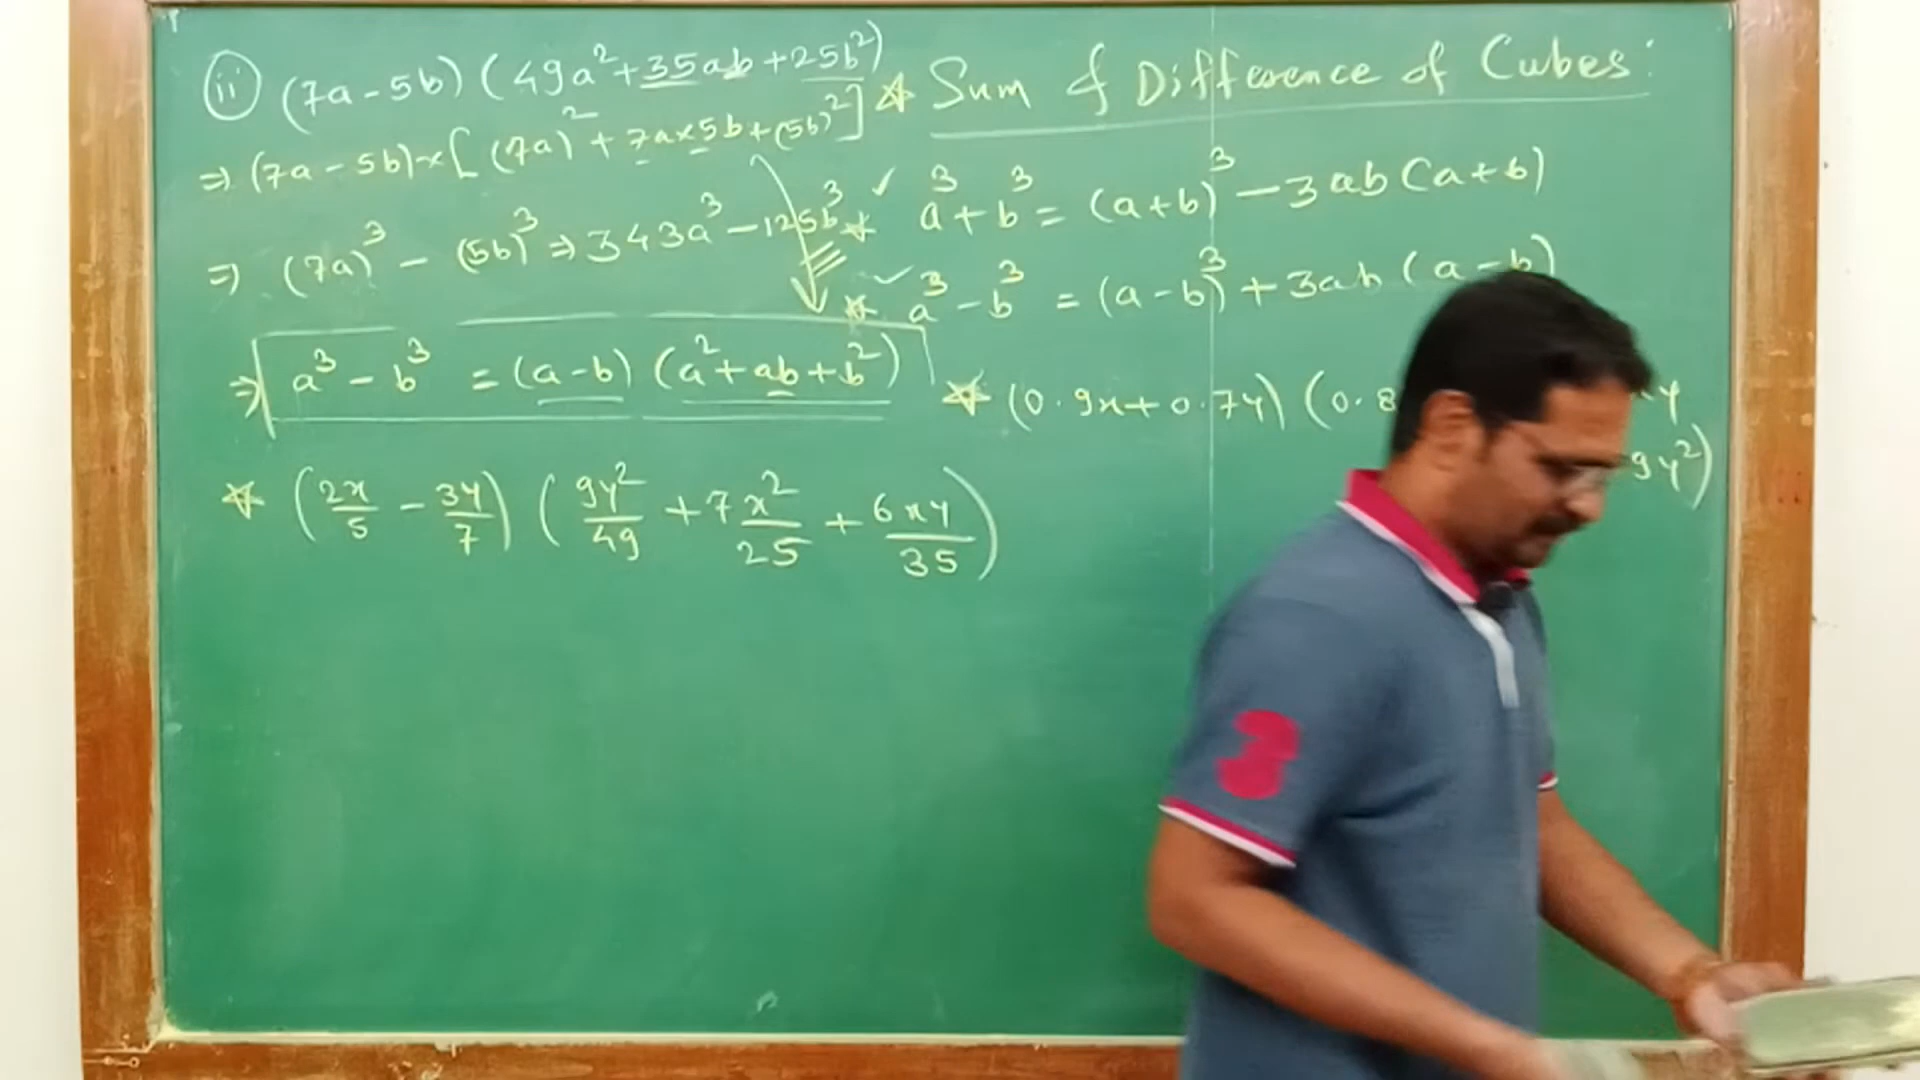 (ii) (7a-5b) (49a²+35ab+25b²)
⇒ (7a-5b)×[(7a)²+7a×5b+(5b)²]
⇒ (7a)³ - (5b)³ ⇒ 343a³-125b³
⇒ a³-b³ = (a-b) (a²+ab+b²)
☆ (2x/5 - 3y/7) (9y²/49 + 7x²/25 + 6xy/35)
☆ Sum & Difference of Cubes:
✓ * a³+b³ = (a+b)³ - 3ab(a+b)
✓ * a³-b³ = (a-b)³ + 3ab(a-b)
☆ (0.9x+0.7y) (0.8 y
9y²)
3